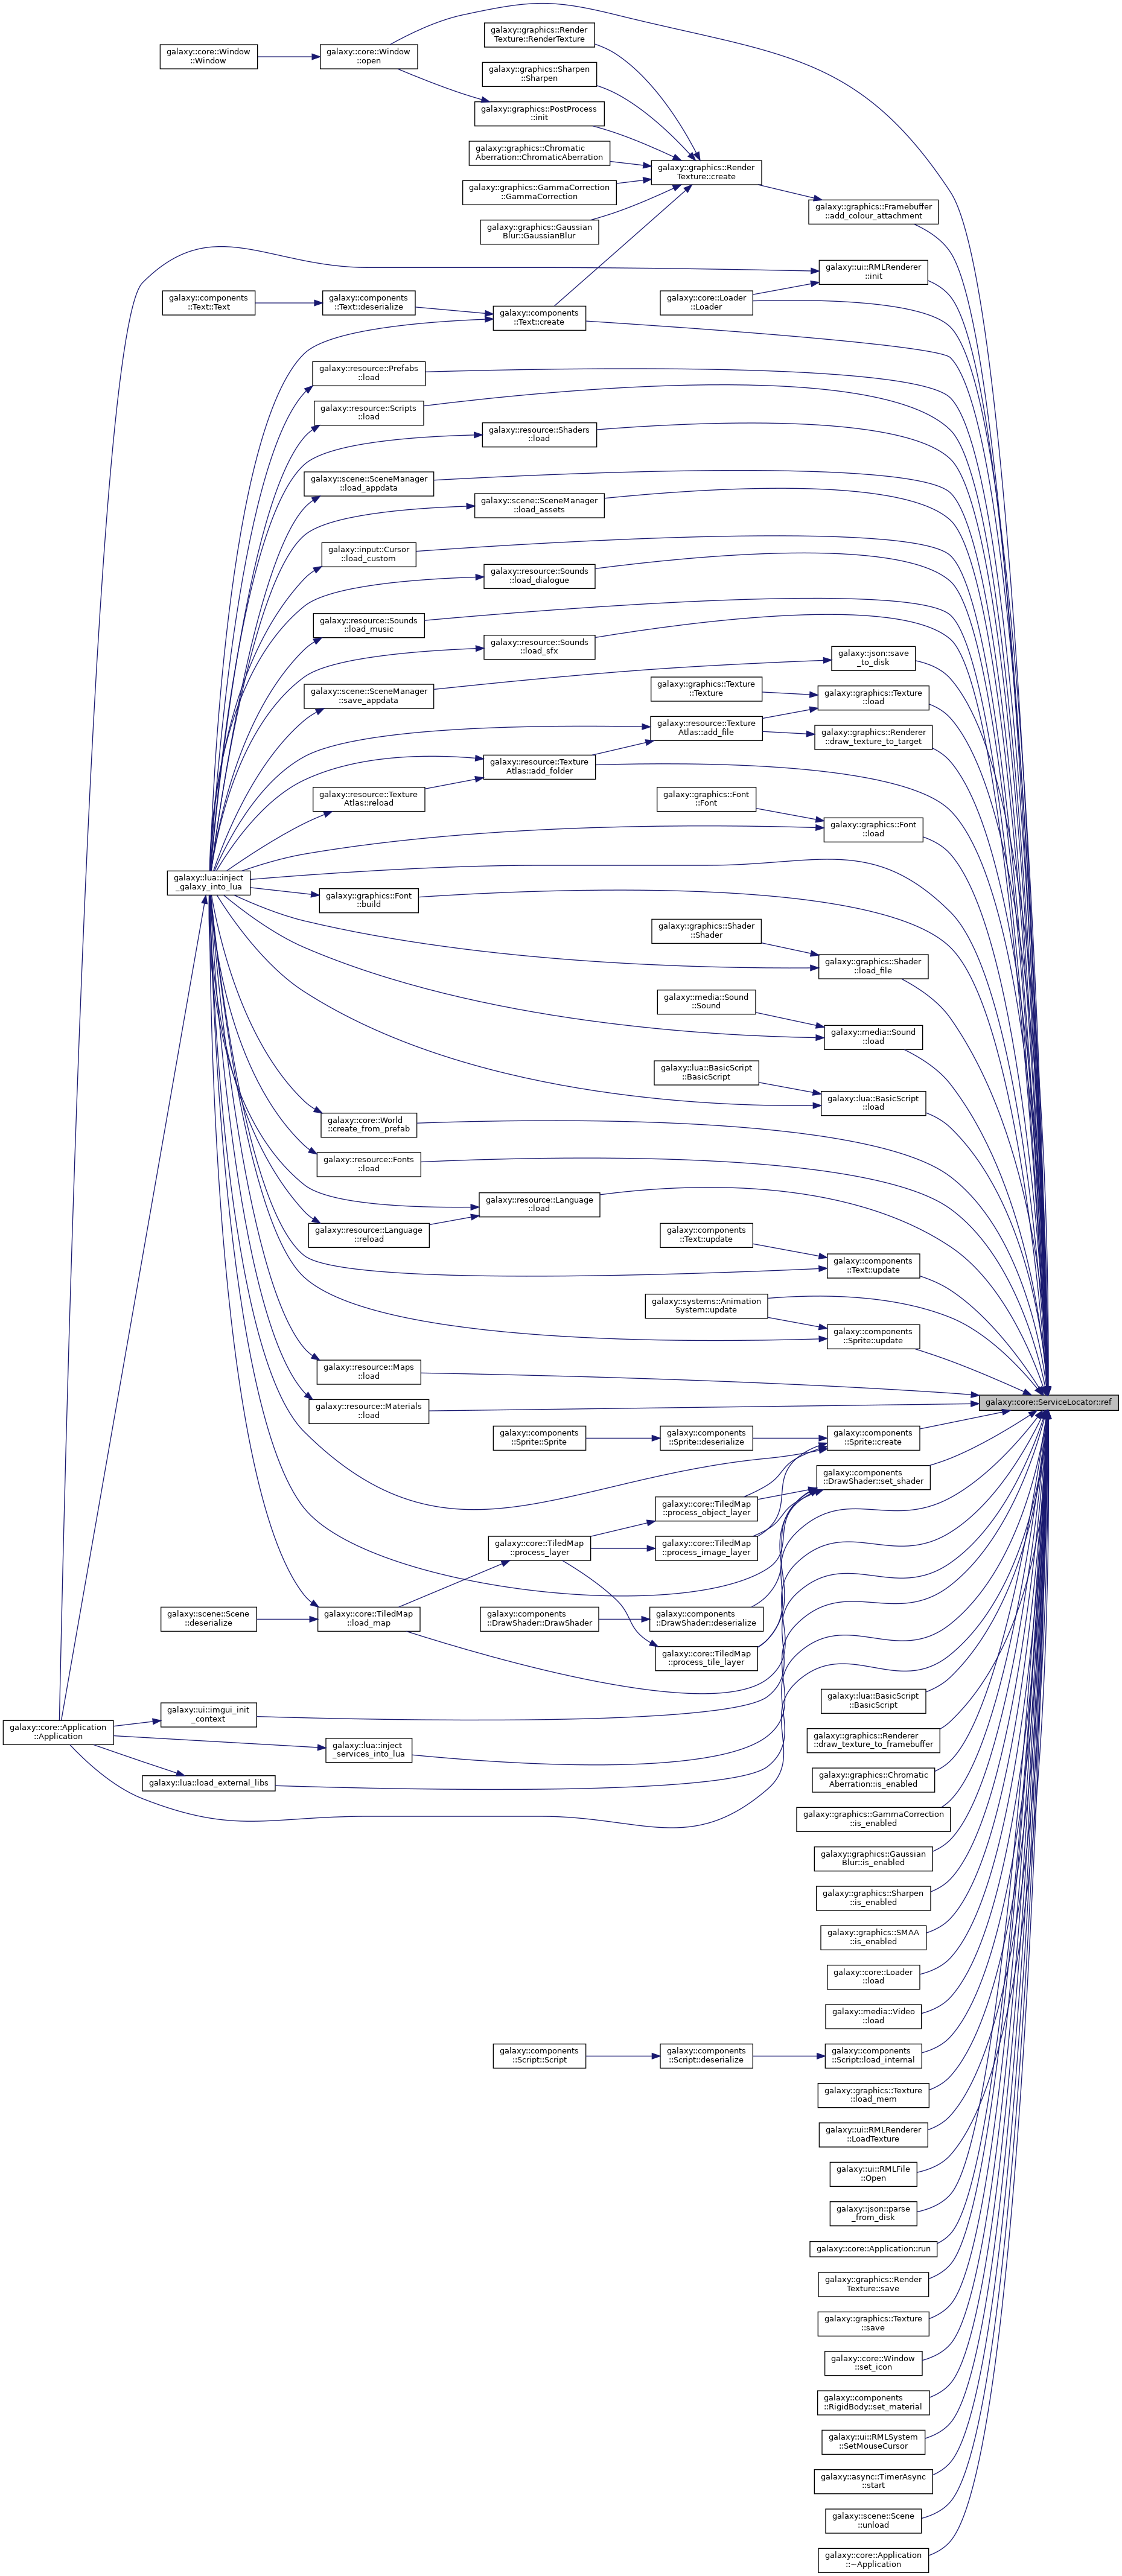 galaxy::graphics::Render
Texture::RenderTexture
galaxy::core::Window
::Window
galaxy::core::Window
::open
galaxy::graphics::Sharpen
::Sharpen
galaxy::graphics::PostProcess
::init
galaxy::graphics::Chromatic
Aberration::ChromaticAberration
galaxy::graphics::Render
Texture::create
galaxy::graphics::GammaCorrection
::GammaCorrection
galaxy::graphics::Framebuffer
::add_colour_attachment
galaxy::graphics::Gaussian
Blur::GaussianBlur
galaxy::ui::RMLRenderer
::init
galaxy::components
::Text::Text
galaxy::components
::Text::deserialize
galaxy::core::Loader
::Loader
galaxy::components
::Text::create
galaxy::resource::Prefabs
::load
galaxy::resource::Scripts
::load
galaxy::resource::Shaders
::load
galaxy::scene::SceneManager
::load_appdata
galaxy::scene::SceneManager
::load_assets
galaxy::input::Cursor
::load_custom
galaxy::resource::Sounds
::load_dialogue
galaxy::resource::Sounds
::load_music
galaxy::resource::Sounds
::load_sfx
galaxy::json::save
_to_disk
galaxy::scene::SceneManager
::save_appdata
galaxy::graphics::Texture
::Texture
galaxy::graphics::Texture
::load
galaxy::resource::Texture
Atlas::add_file
galaxy::graphics::Renderer
::draw_texture_to_target
galaxy::resource::Texture
Atlas::add_folder
galaxy::resource::Texture
Atlas::reload
galaxy::graphics::Font
::Font
galaxy::graphics::Font
::load
galaxy::lua::inject
_galaxy_into_lua
galaxy::graphics::Font
::build
galaxy::graphics::Shader
::Shader
galaxy::graphics::Shader
::load_file
galaxy::media::Sound
::Sound
galaxy::media::Sound
::load
galaxy::lua::BasicScript
::BasicScript
galaxy::lua::BasicScript
::load
galaxy::core::World
::create_from_prefab
galaxy::resource::Fonts
::load
galaxy::resource::Language
::load
galaxy::resource::Language
::reload
galaxy::components
::Text::update
galaxy::components
::Text::update
galaxy::systems::Animation
System::update
galaxy::components
::Sprite::update
galaxy::resource::Maps
::load
galaxy::core::ServiceLocator::ref
galaxy::resource::Materials
::load
galaxy::components
::Sprite::Sprite
galaxy::components
::Sprite::deserialize
galaxy::components
::Sprite::create
galaxy::components
::DrawShader::set_shader
galaxy::core::TiledMap
::process_object_layer
galaxy::core::TiledMap
::process_layer
galaxy::core::TiledMap
::process_image_layer
galaxy::scene::Scene
::deserialize
galaxy::core::TiledMap
::load_map
galaxy::components
::DrawShader::DrawShader
galaxy::components
::DrawShader::deserialize
galaxy::core::TiledMap
::process_tile_layer
galaxy::lua::BasicScript
::BasicScript
galaxy::ui::imgui_init
_context
galaxy::core::Application
::Application
galaxy::graphics::Renderer
::draw_texture_to_framebuffer
galaxy::lua::inject
_services_into_lua
galaxy::lua::load_external_libs
galaxy::graphics::Chromatic
Aberration::is_enabled
galaxy::graphics::GammaCorrection
::is_enabled
galaxy::graphics::Gaussian
Blur::is_enabled
galaxy::graphics::Sharpen
::is_enabled
galaxy::graphics::SMAA
::is_enabled
galaxy::core::Loader
::load
galaxy::media::Video
::load
galaxy::components
::Script::Script
galaxy::components
::Script::deserialize
galaxy::components
::Script::load_internal
galaxy::graphics::Texture
::load_mem
galaxy::ui::RMLRenderer
::LoadTexture
galaxy::ui::RMLFile
::Open
galaxy::json::parse
_from_disk
galaxy::core::Application::run
galaxy::graphics::Render
Texture::save
galaxy::graphics::Texture
::save
galaxy::core::Window
::set_icon
galaxy::components
::RigidBody::set_material
galaxy::ui::RMLSystem
::SetMouseCursor
galaxy::async::TimerAsync
::start
galaxy::scene::Scene
::unload
galaxy::core::Application
::~Application